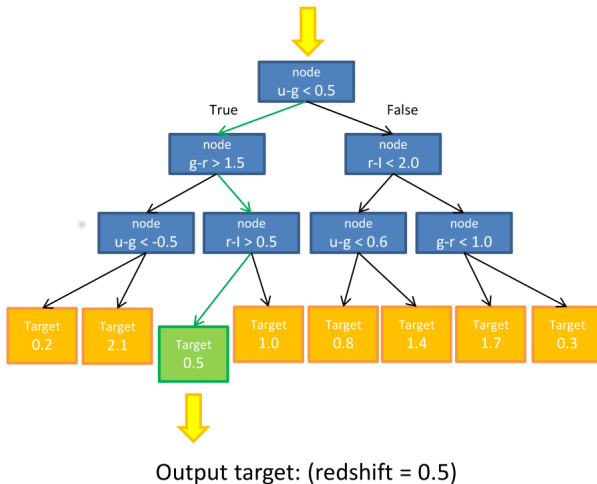 node
u-g < 0.5
True
False
node
g-r > 1.5
node
r-I < 2.0
node
u-g < -0.5
node
r-I > 0.5
node
u-g < 0.6
node
g-r < 1.0
Target
0.2
Target
2.1
Target
0.5
Target
1.0
Target
0.8
Target
1.4
Target
1.7
Target
0.3
Output target: (redshift = 0.5)